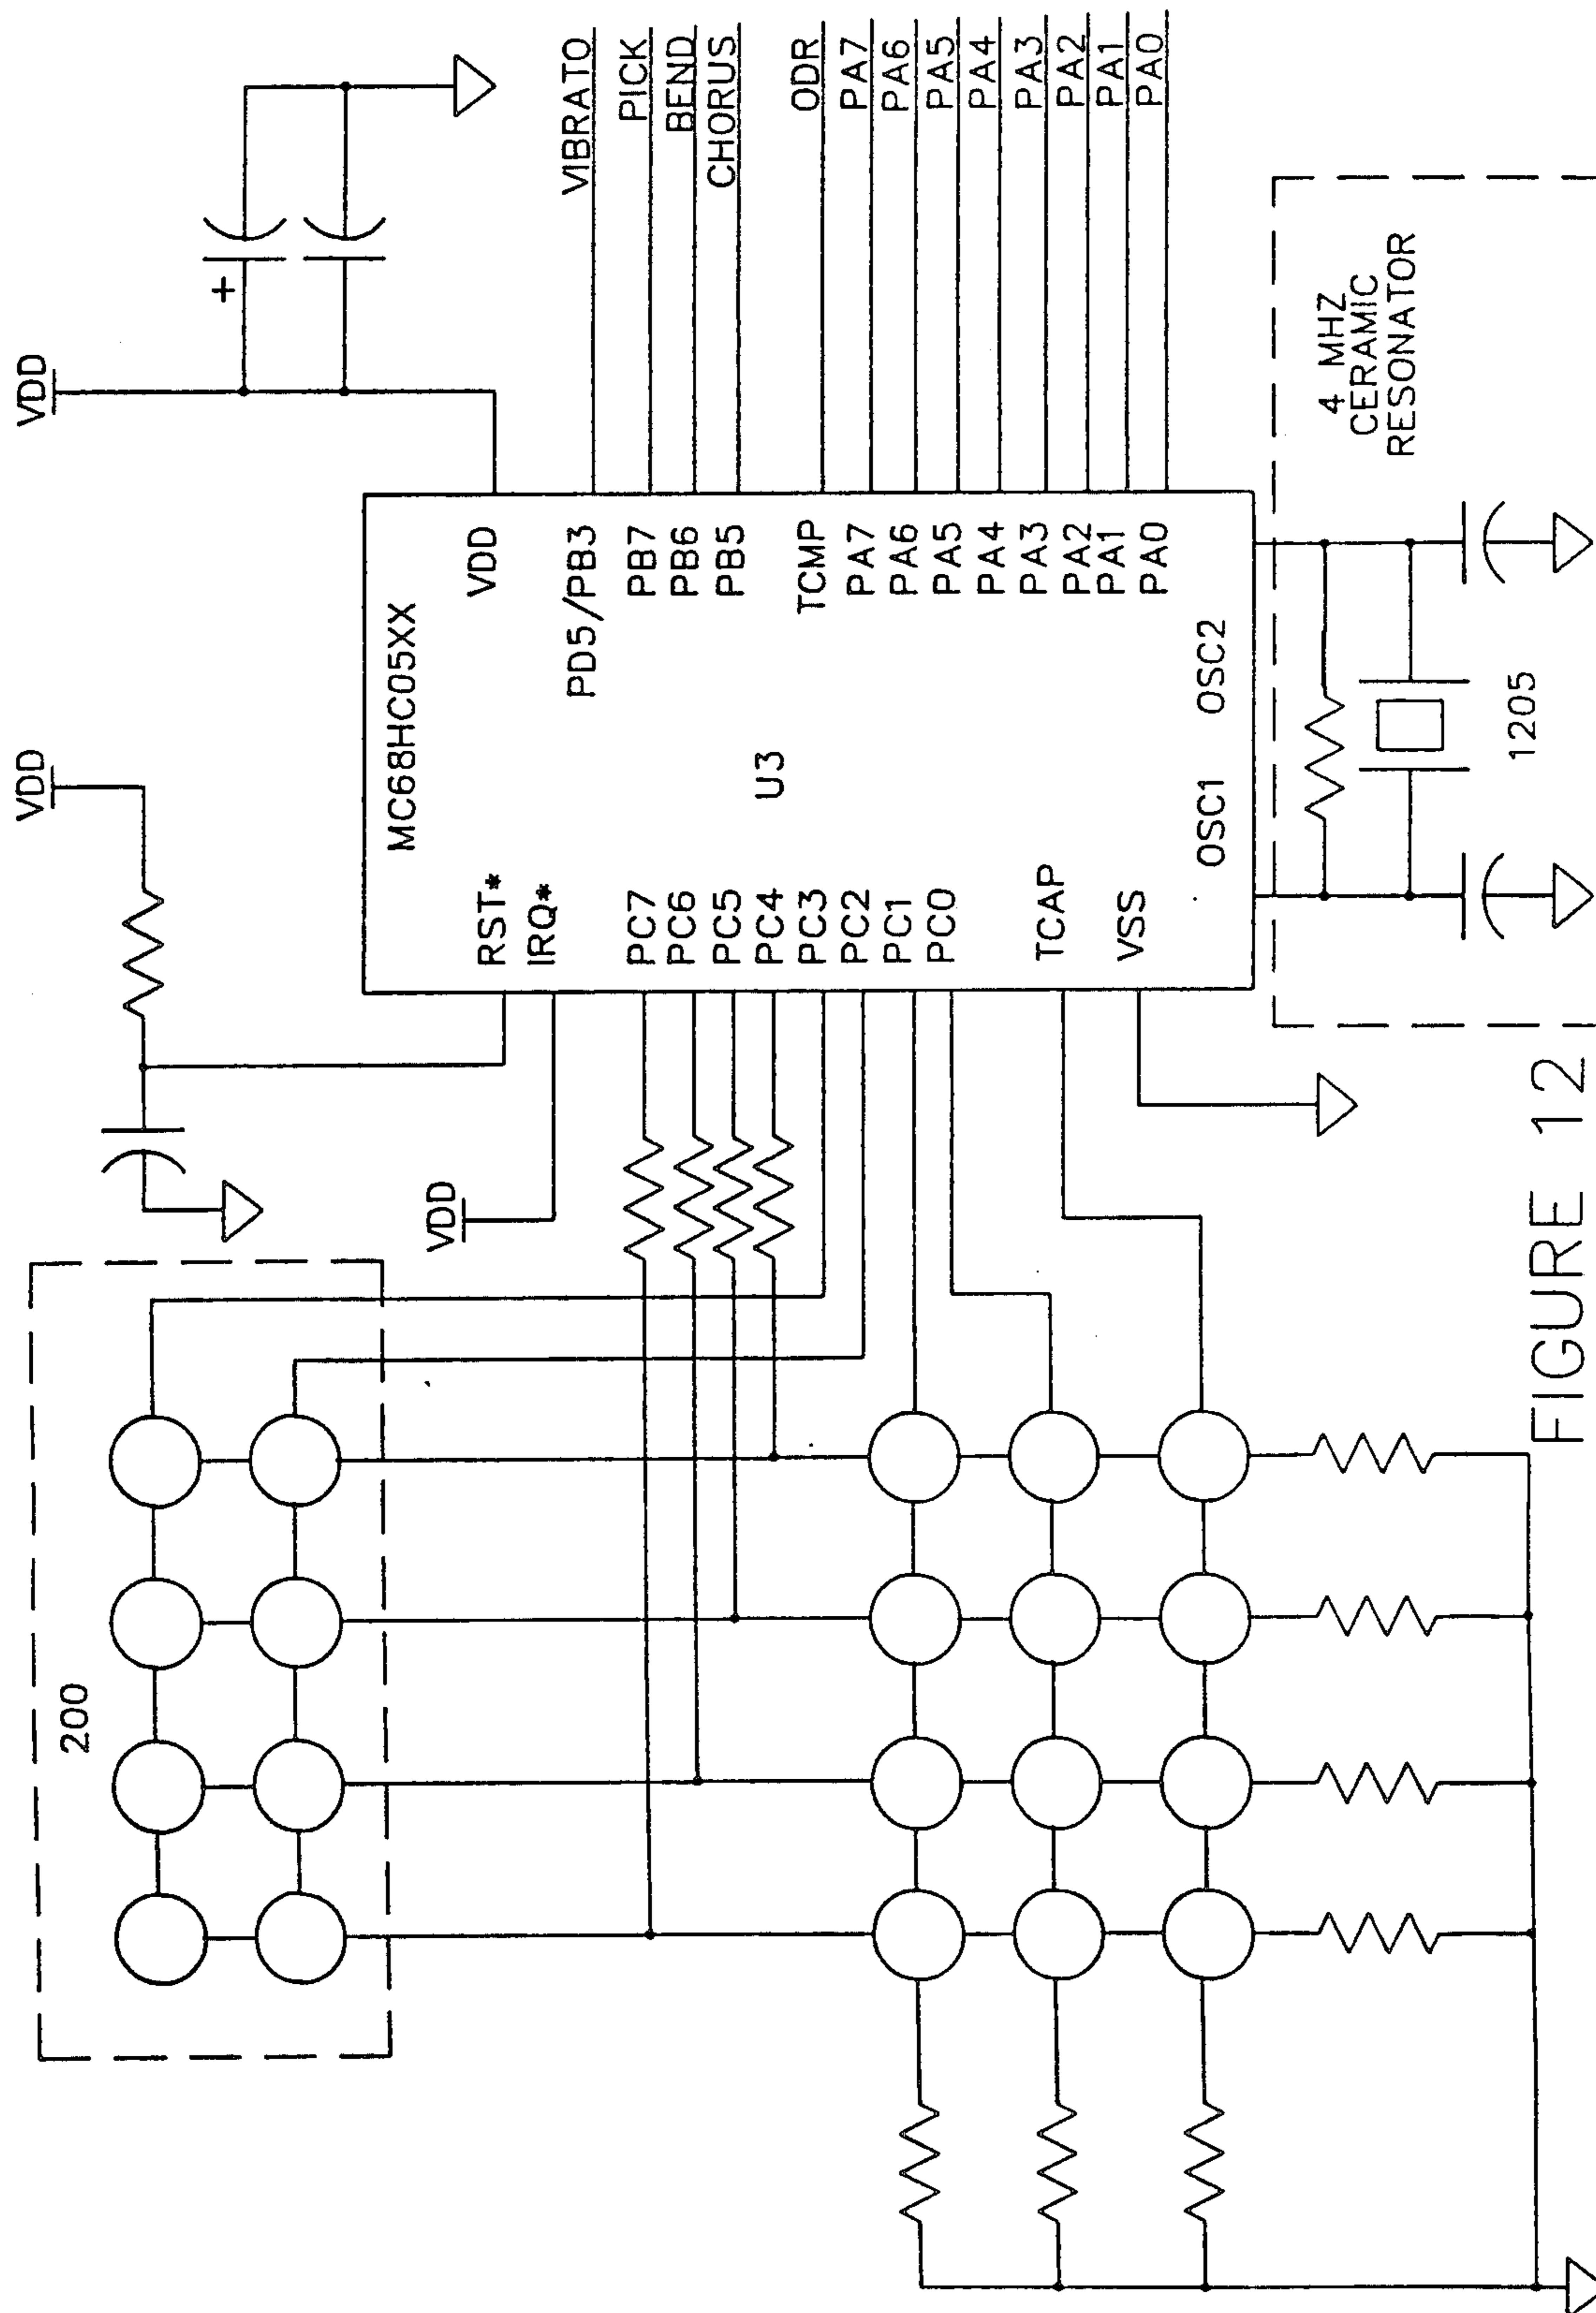 VDD
VDD
VDD
200
MC68HC05XX
U3
RST*
IRQ*
PC7
PC6
PC5
PC4
PC3
PC2
PC1
PC0
TCAP
VSS
VDD
PD5/PB3
PB7
PB6
PB5
TCMP
PA7
PA6
PA5
PA4
PA3
PA2
PA1
PA0
OSC1
OSC2
VIBRATO
PICK
BEND
CHORUS
ODR
PA7
PA6
PA5
PA4
PA3
PA2
PA1
PA0
4 MHZ
CERAMIC
RESONATOR
1205
FIGURE 12